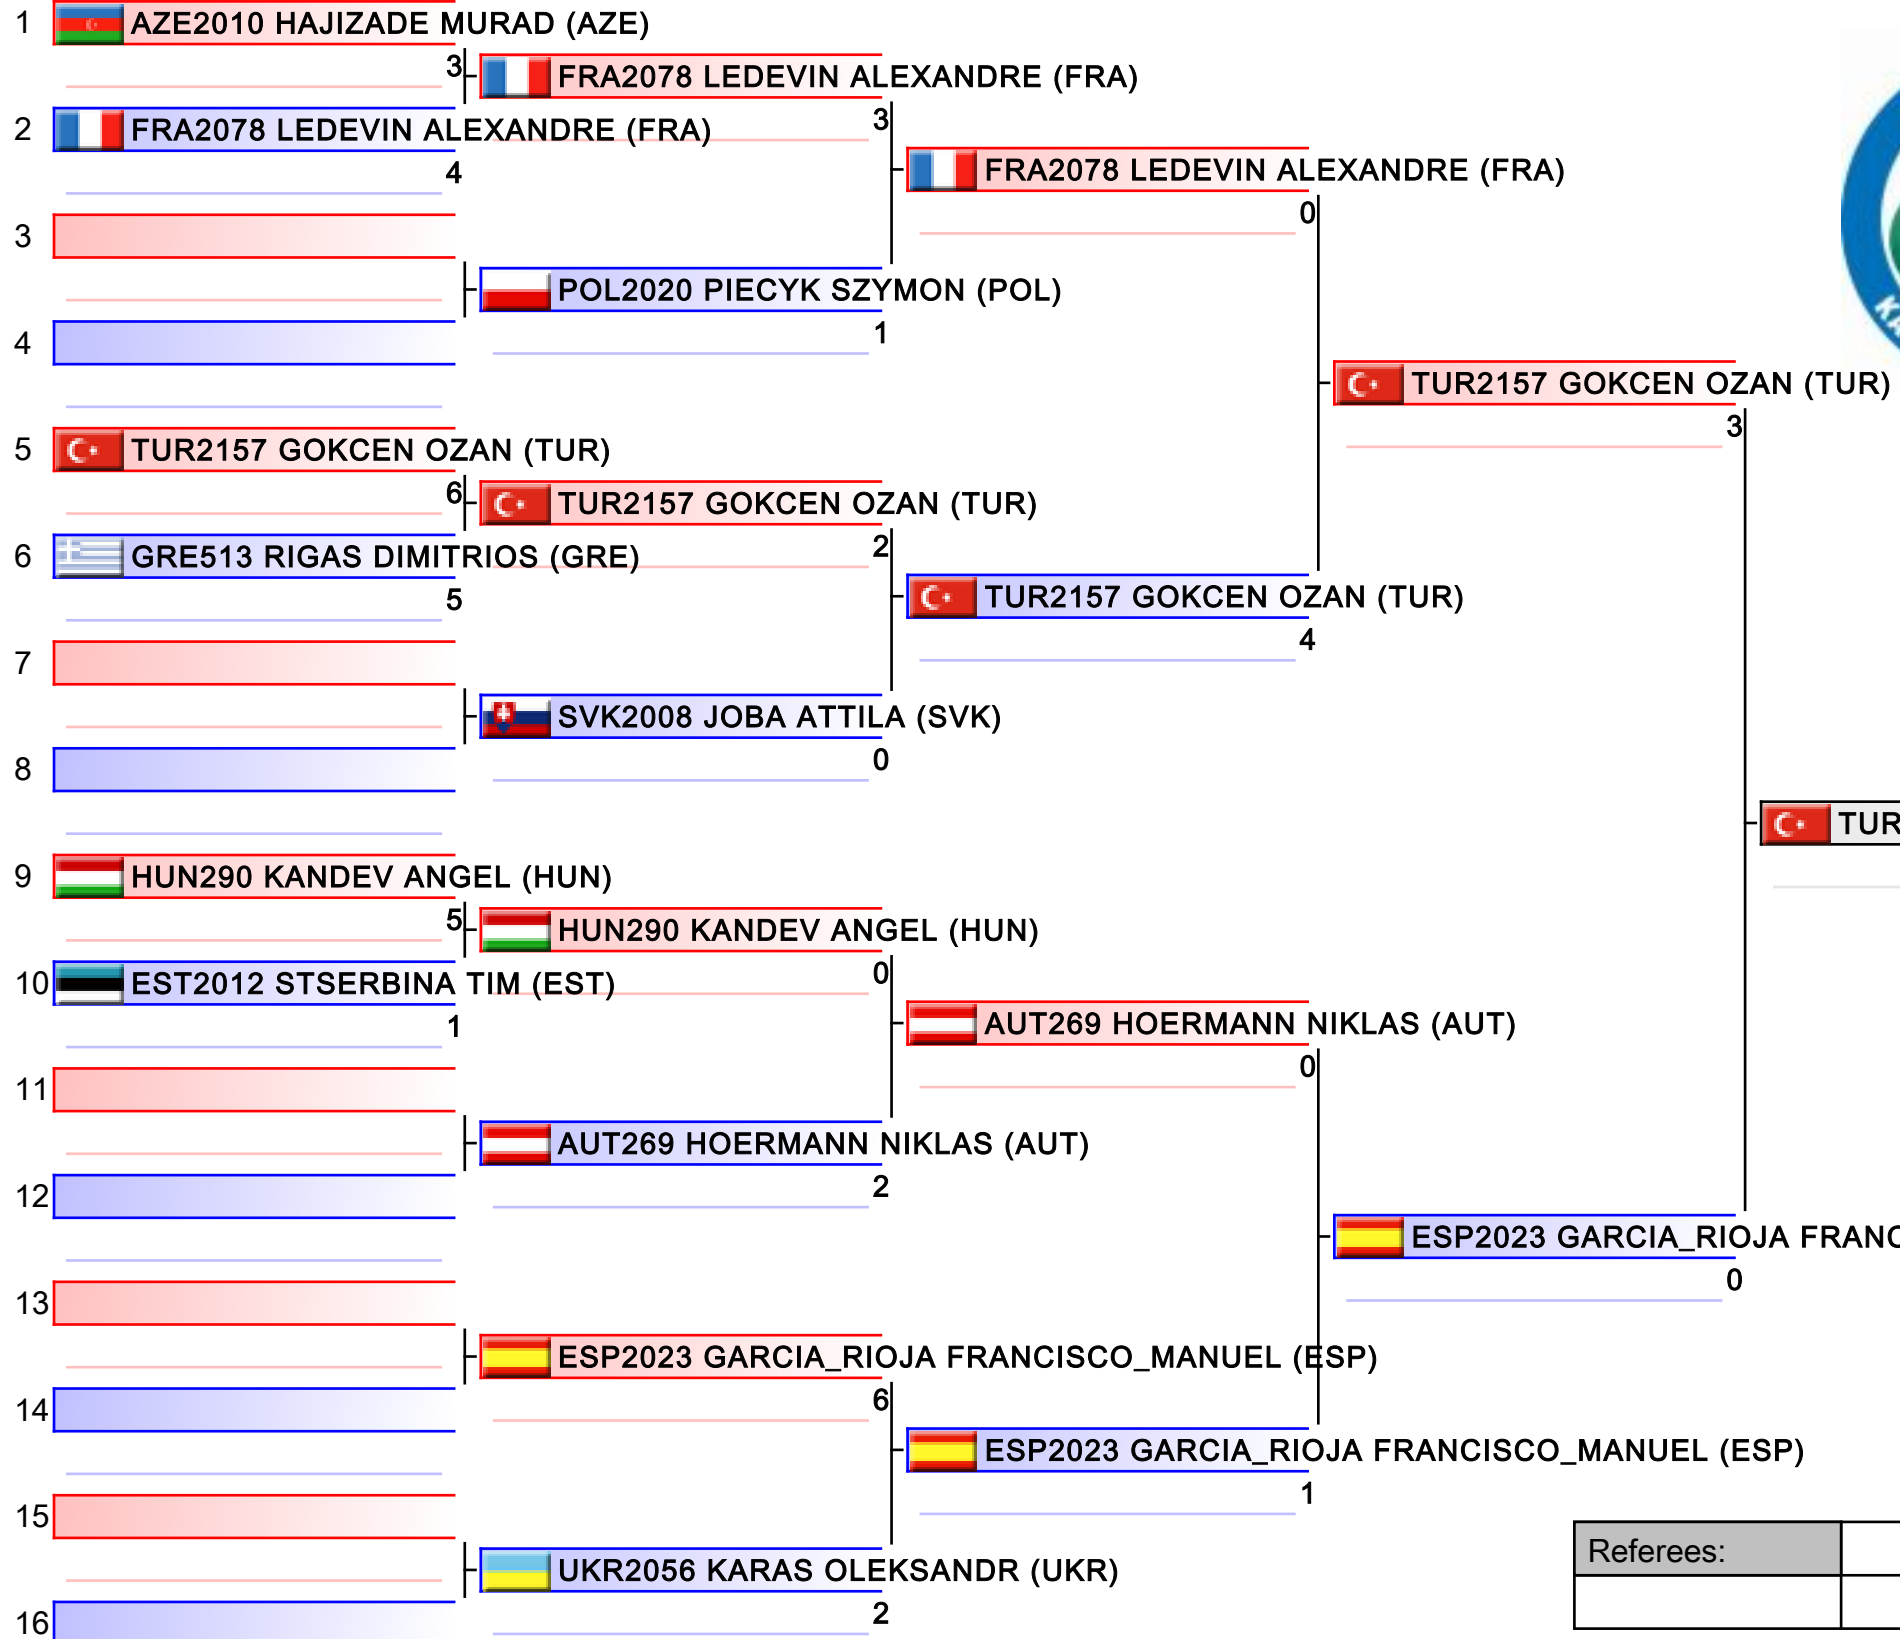 1 AZE2010 HAJIZADE MURAD (AZE)
3
FRA2078 LEDEVIN ALEXANDRE (FRA)
2 FRA2078 LEDEVIN ALEXANDRE (FRA)
3
4
FRA2078 LEDEVIN ALEXANDRE (FRA)
0
3
POL2020 PIECYK SZYMON (POL)
1
4
TUR2157 GOKCEN OZAN (TUR)
3
5 TUR2157 GOKCEN OZAN (TUR)
6
TUR2157 GOKCEN OZAN (TUR)
2
6 GRE513 RIGAS DIMITRIOS (GRE)
5
TUR2157 GOKCEN OZAN (TUR)
4
7
SVK2008 JOBA ATTILA (SVK)
0
8
TUR
9 HUN290 KANDEV ANGEL (HUN)
5
HUN290 KANDEV ANGEL (HUN)
0
10 EST2012 STSERBINA TIM (EST)
1
AUT269 HOERMANN NIKLAS (AUT)
0
11
AUT269 HOERMANN NIKLAS (AUT)
2
12
ESP2023 GARCIA_RIOJA FRANC
0
13
ESP2023 GARCIA_RIOJA FRANCISCO_MANUEL (ESP)
6
14
ESP2023 GARCIA_RIOJA FRANCISCO_MANUEL (ESP)
1
15
Referees:
UKR2056 KARAS OLEKSANDR (UKR)
2
16